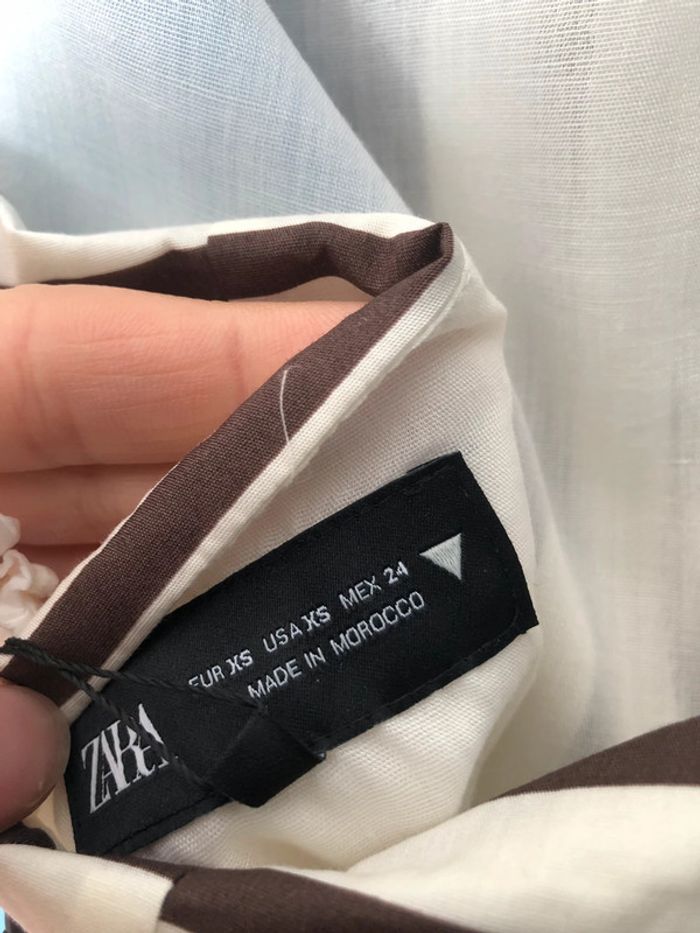 ZARA
EUR XS USA XS MEX 24
MADE IN MOROCCO